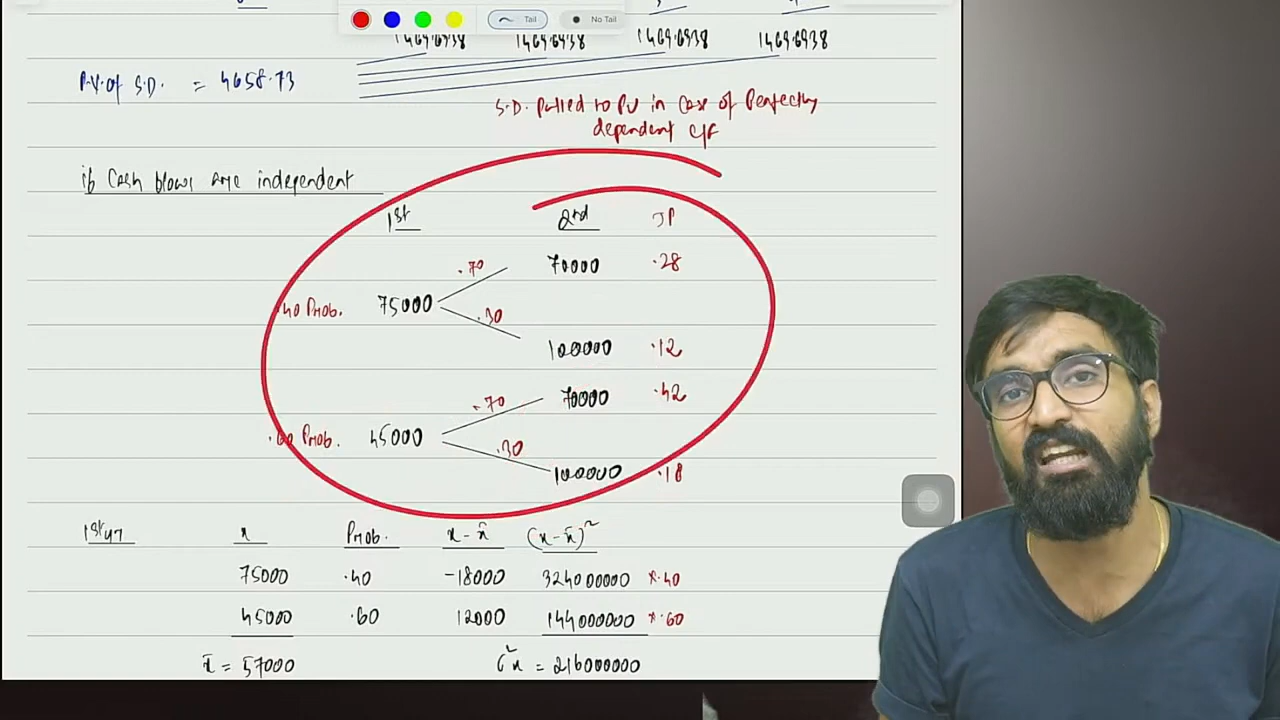 Tail No Tail
1469.6938 1469.6938 1469.6938 1469.6938
P.V. of S.D. = 4658.73
S.D. Pulled to PV in Case of Perfectly
dependent C/F
if Cash flows are independent
1st 2nd JP
.70 70000 .28
.40 Prob. 75000
.30
100000 .12
.70 70000 .42
.60 Prob. 45000
.30
100000 .18
1st yr x Prob. x - x̄ (x - x̄)²
75000 .40 -18000 324000000 *.40
45000 .60 12000 144000000 *.60
x̄ = 57000 6²x = 216000000